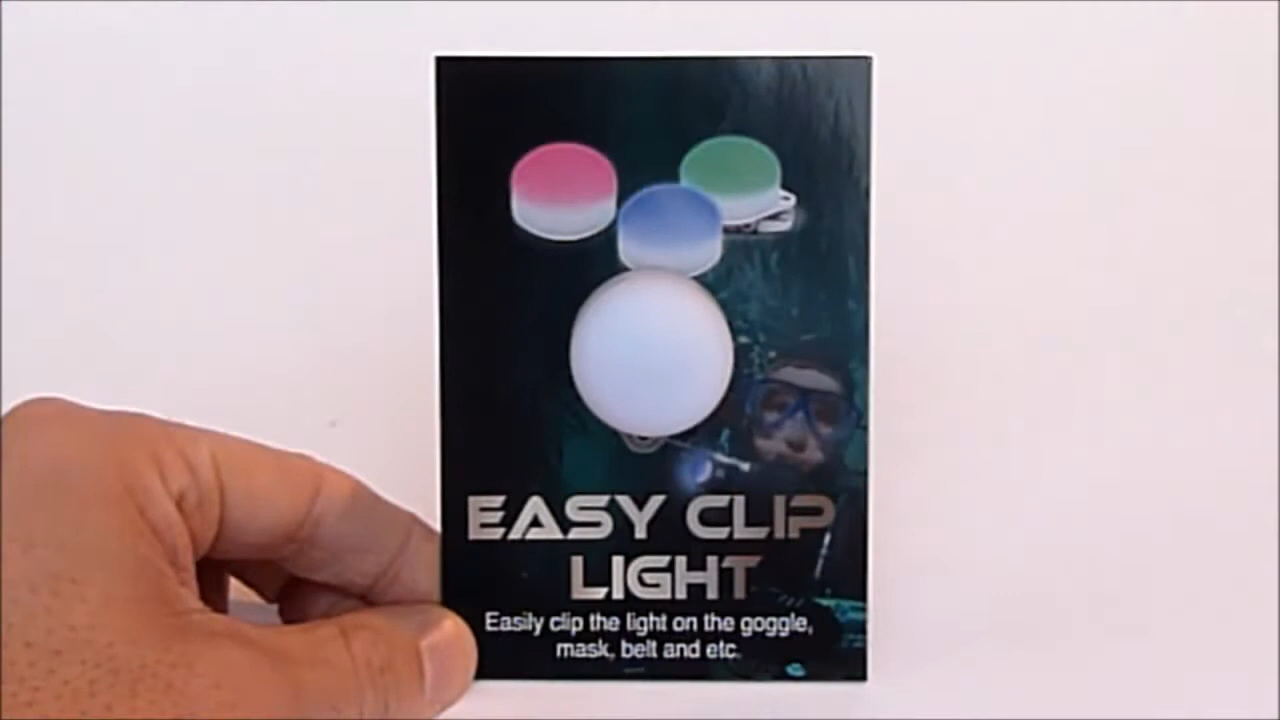 EASY CLIP
LIGHT
Easily clip the light on the goggle,
mask, belt and etc.